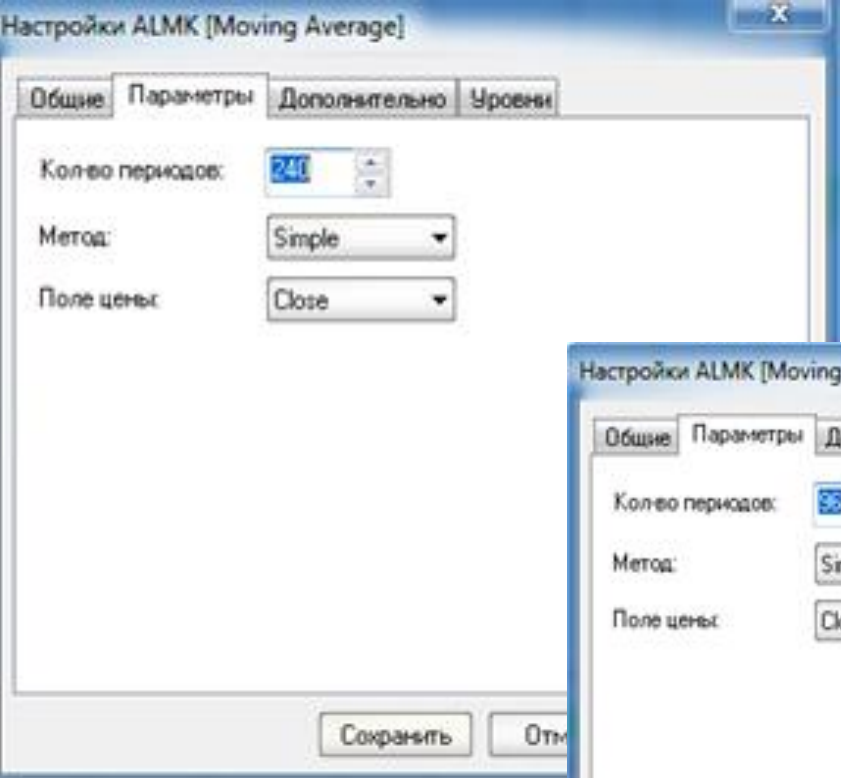 Настройки ALMK [Moving Average]
Общие Параметры Дополнительно Уровни
Кол-во периодов: 240
Метод: Simple
Поле цены: Close
Сохранить
Настройки ALMK [Moving
Общие Параметры
Кол-во периодов: 96
Метод:
Поле цены: